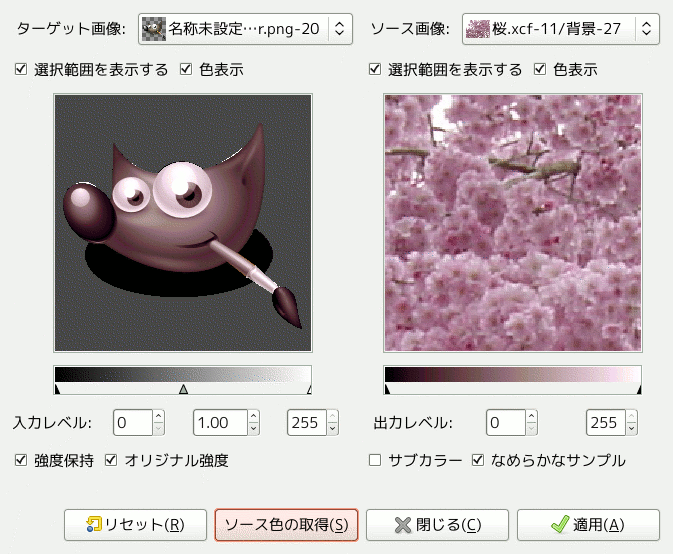 ターゲット画像: 名称未設定…r.png-20 ソース画像: 桜.xcf-11/背景-27
選択範囲を表示する 色表示 選択範囲を表示する 色表示
入力レベル: 0 1.00 255 出力レベル: 0 255
強度保持 オリジナル強度 サブカラー なめらかなサンプル
リセット(R) ソース色の取得(S) 閉じる(C) 適用(A)